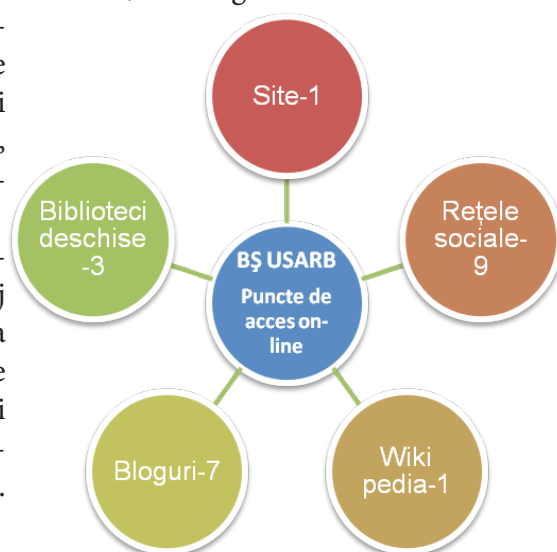 Site-1
Biblioteci
deschise
-3
Rețele
sociale-
9
BŞ USARB
Puncte de
acces on-
line
Bloguri-7
Wiki
pedia-1